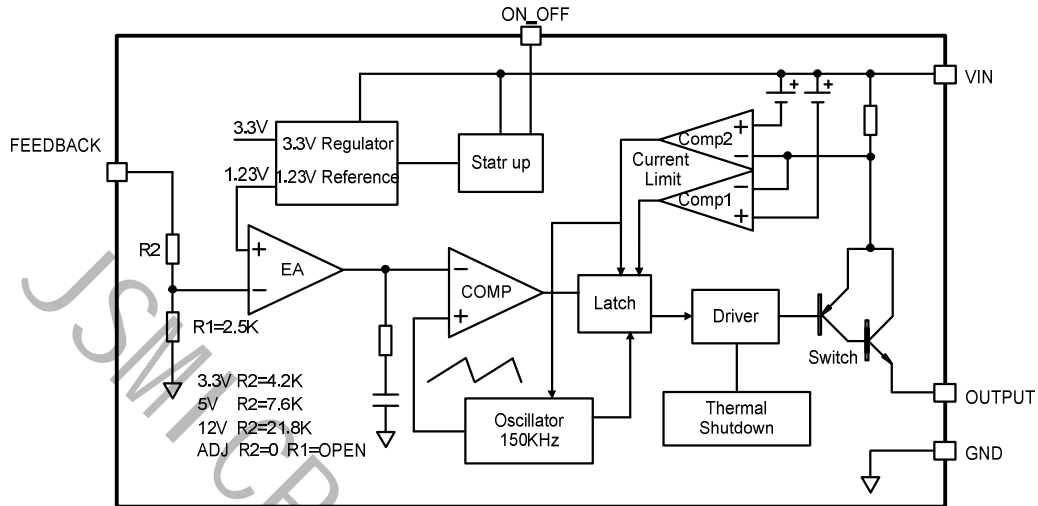 ON_OFF
VIN
FEEDBACK
3.3V
3.3V Regulator
1.23V
1.23V Reference
Statr up
Comp2
Current
Limit
Comp1
+
+
+
−
−
+
R2
+
−
EA
−
+
COMP
Latch
Driver
Switch
R1=2.5K
3.3V R2=4.2K
5V R2=7.6K
12V R2=21.8K
ADJ R2=0 R1=OPEN
Oscillator
150KHz
Thermal
Shutdown
OUTPUT
GND
JSMICR